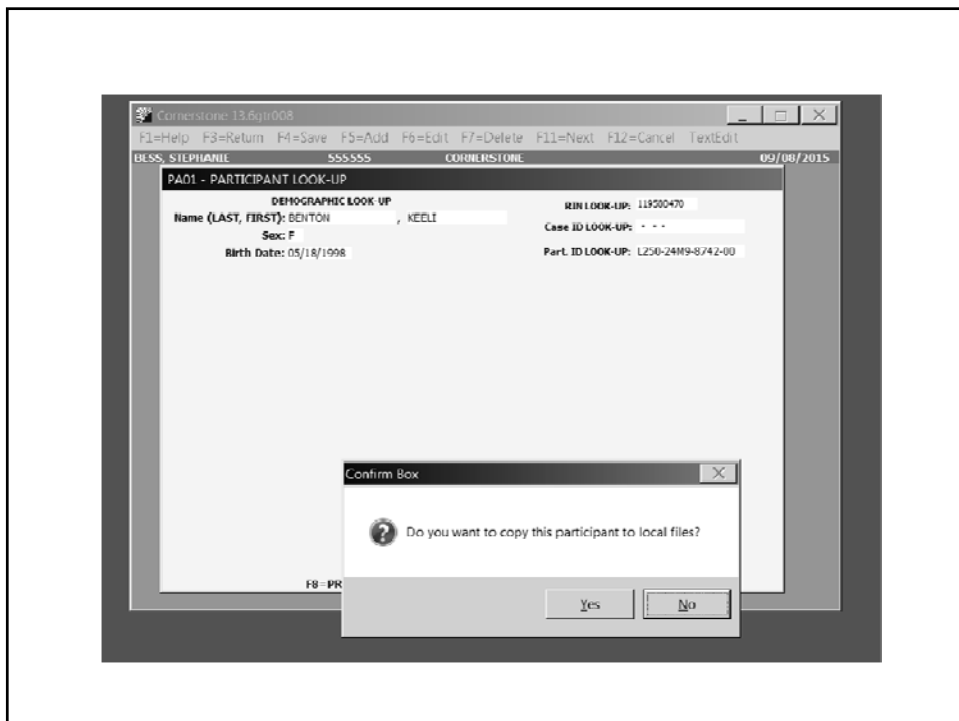 Cornerstone 13.6qtr008
F1=Help F3=Return F4=Save F5=Add F6=Edit F7=Delete F11=Next F12=Cancel TextEdit
BESS, STEPHANIE 555555 CORNERSTONE 09/08/2015
PA01 - PARTICIPANT LOOK-UP
DEMOGRAPHIC LOOK-UP
RIN LOOK-UP: 119500470
Name (LAST, FIRST): BENTON , KEELI
Case ID LOOK-UP: - - -
Sex: F
Birth Date: 05/18/1998
Part. ID LOOK-UP: L250-24M9-8742-00
Confirm Box
Do you want to copy this participant to local files?
F8=PR
Yes No